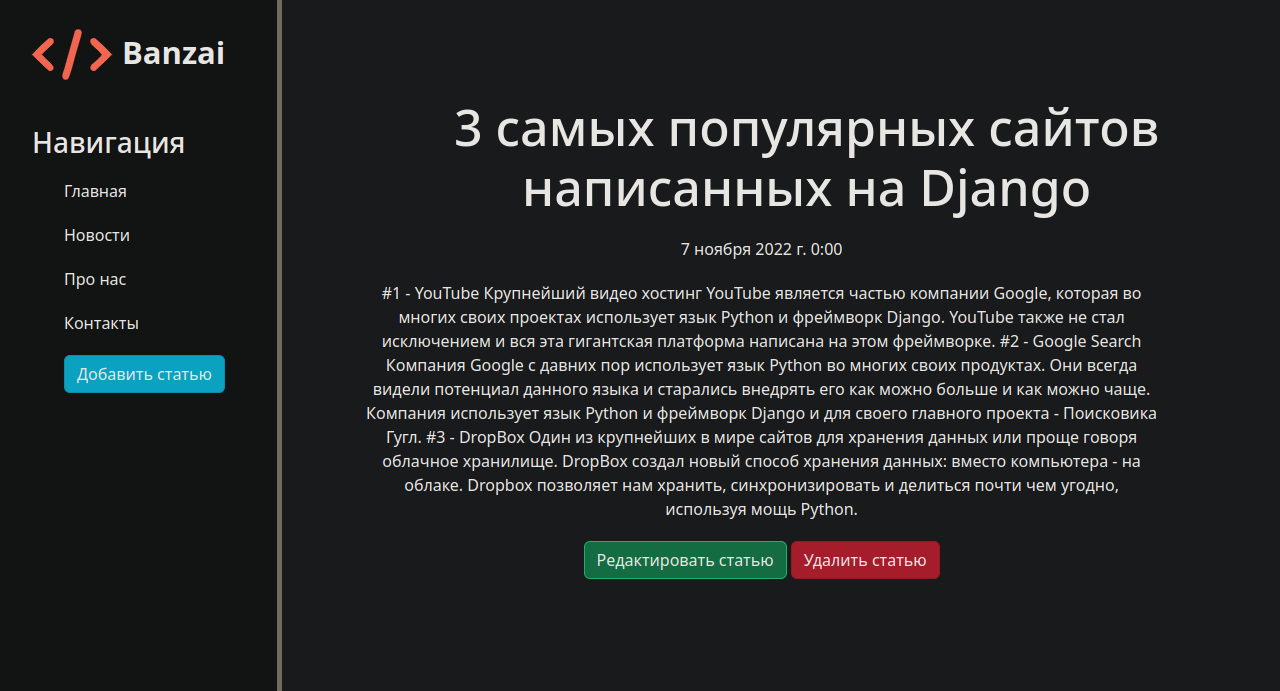 Banzai
Навигация
Главная
Новости
Про нас
Контакты
Добавить статью
3 самых популярных сайтов
написанных на Django
7 ноября 2022 г. 0:00
#1 - YouTube Крупнейший видео хостинг YouTube является частью компании Google, которая во
многих своих проектах использует язык Python и фреймворк Django. YouTube также не стал
исключением и вся эта гигантская платформа написана на этом фреймворке. #2 - Google Search
Компания Google с давних пор использует язык Python во многих своих продуктах. Они всегда
видели потенциал данного языка и старались внедрять его как можно больше и как можно чаще.
Компания использует язык Python и фреймворк Django и для своего главного проекта - Поисковика
Гугл. #3 - DropBox Один из крупнейших в мире сайтов для хранения данных или проще говоря
облачное хранилище. DropBox создал новый способ хранения данных: вместо компьютера - на
облаке. Dropbox позволяет нам хранить, синхронизировать и делиться почти чем угодно,
используя мощь Python.
Редактировать статью Удалить статью